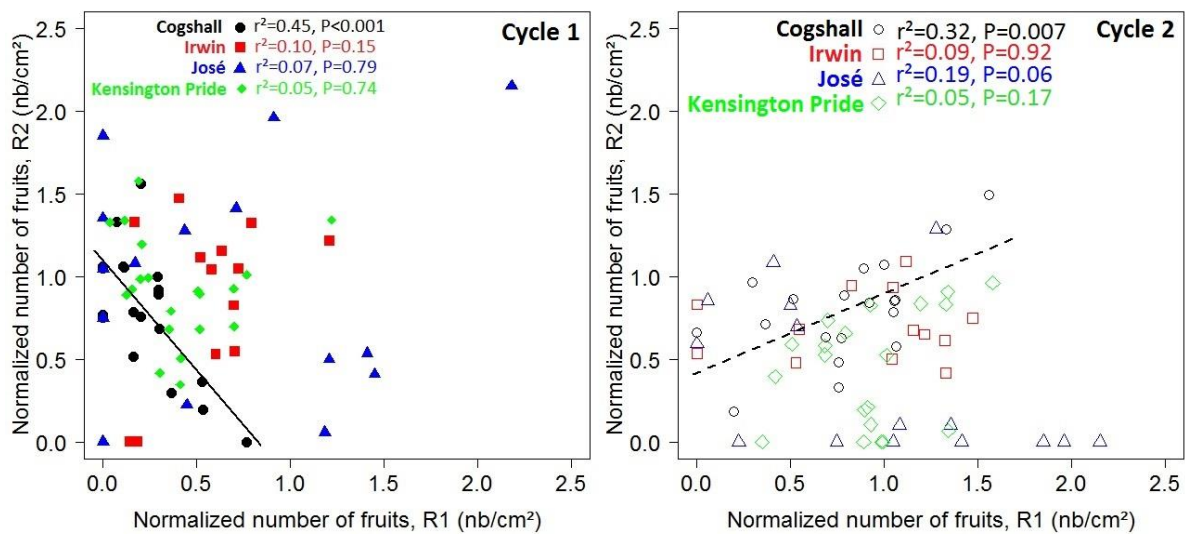 Cogshall r²=0.45, P<0.001
Irwin r²=0.10, P=0.15
José r²=0.07, P=0.79
Kensington Pride r²=0.05, P=0.74
Cycle 1
2.5
2.0
1.5
1.0
0.5
0.0
Normalized number of fruits, R2 (nb/cm²)
0.0 0.5 1.0 1.5 2.0 2.5
Normalized number of fruits, R1 (nb/cm²)
Cogshall r²=0.32, P=0.007
Irwin r²=0.09, P=0.92
José r²=0.19, P=0.06
Kensington Pride r²=0.05, P=0.17
Cycle 2
2.5
2.0
1.5
1.0
0.5
0.0
Normalized number of fruits, R2 (nb/cm²)
0.0 0.5 1.0 1.5 2.0 2.5
Normalized number of fruits, R1 (nb/cm²)